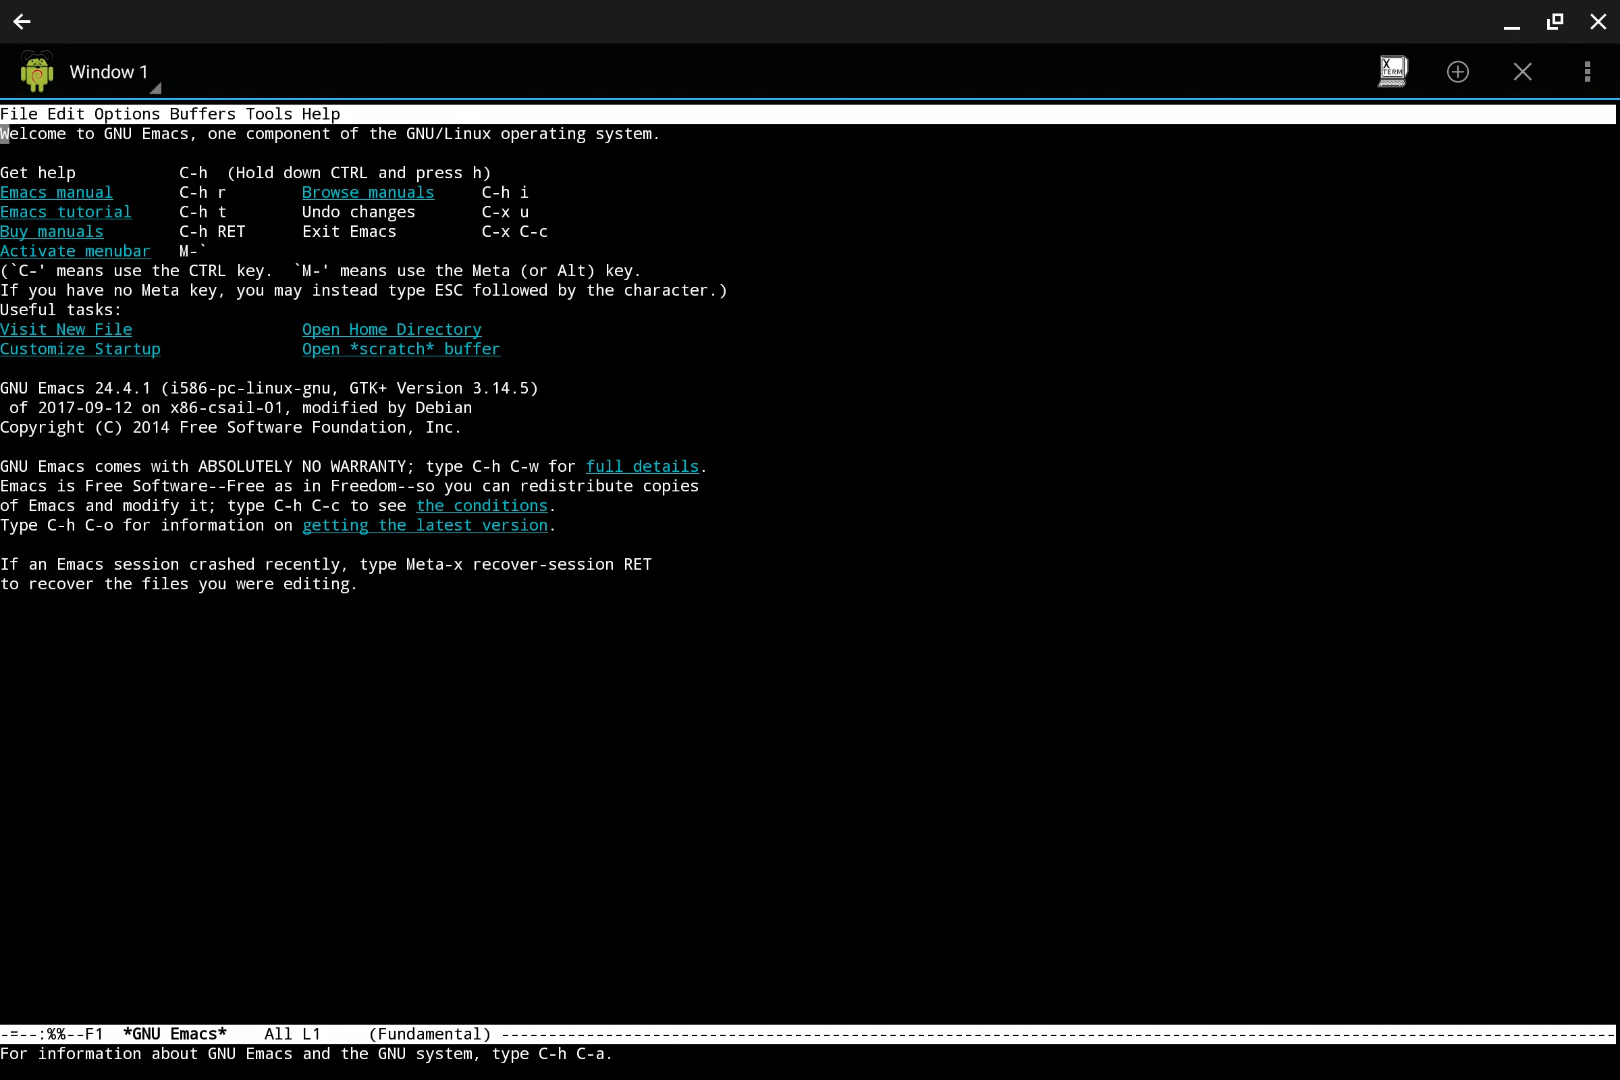 Window 1
X TERM
File Edit Options Buffers Tools Help
Welcome to GNU Emacs, one component of the GNU/Linux operating system.
Get help C-h (Hold down CTRL and press h)
Emacs manual C-h r Browse manuals C-h i
Emacs tutorial C-h t Undo changes C-x u
Buy manuals C-h RET Exit Emacs C-x C-c
Activate menubar M-`
(`C-' means use the CTRL key. `M-' means use the Meta (or Alt) key.
If you have no Meta key, you may instead type ESC followed by the character.)
Useful tasks:
Visit New File Open Home Directory
Customize Startup Open *scratch* buffer
GNU Emacs 24.4.1 (i586-pc-linux-gnu, GTK+ Version 3.14.5)
of 2017-09-12 on x86-csail-01, modified by Debian
Copyright (C) 2014 Free Software Foundation, Inc.
GNU Emacs comes with ABSOLUTELY NO WARRANTY; type C-h C-w for full details.
Emacs is Free Software--Free as in Freedom--so you can redistribute copies
of Emacs and modify it; type C-h C-c to see the conditions.
Type C-h C-o for information on getting the latest version.
If an Emacs session crashed recently, type Meta-x recover-session RET
to recover the files you were editing.
-=--:%%--F1 *GNU Emacs* All L1 (Fundamental) ----------------------------------------------------------------------------------------------------------------------
For information about GNU Emacs and the GNU system, type C-h C-a.